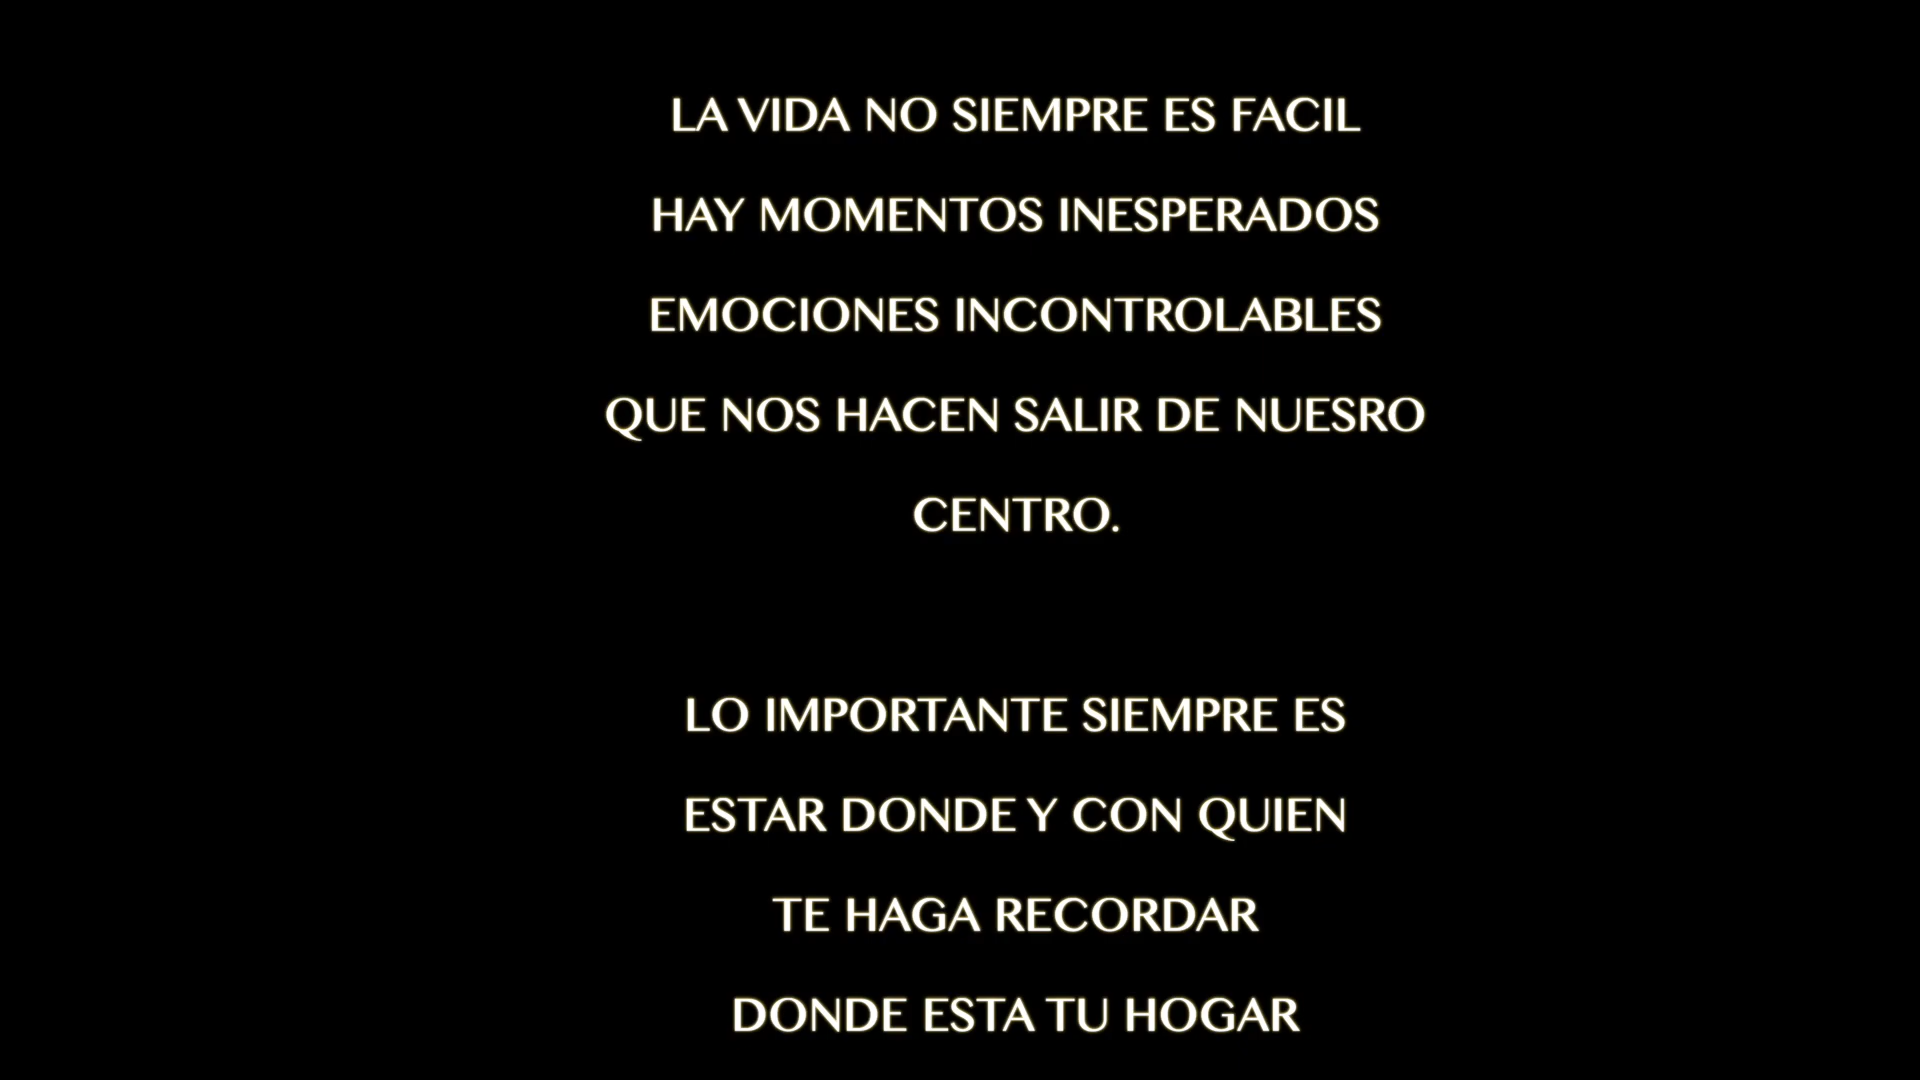 LA VIDA NO SIEMPRE ES FACIL
HAY MOMENTOS INESPERADOS
EMOCIONES INCONTROLABLES
QUE NOS HACEN SALIR DE NUESRO
CENTRO.
LO IMPORTANTE SIEMPRE ES
ESTAR DONDE Y CON QUIEN
TE HAGA RECORDAR
DONDE ESTA TU HOGAR